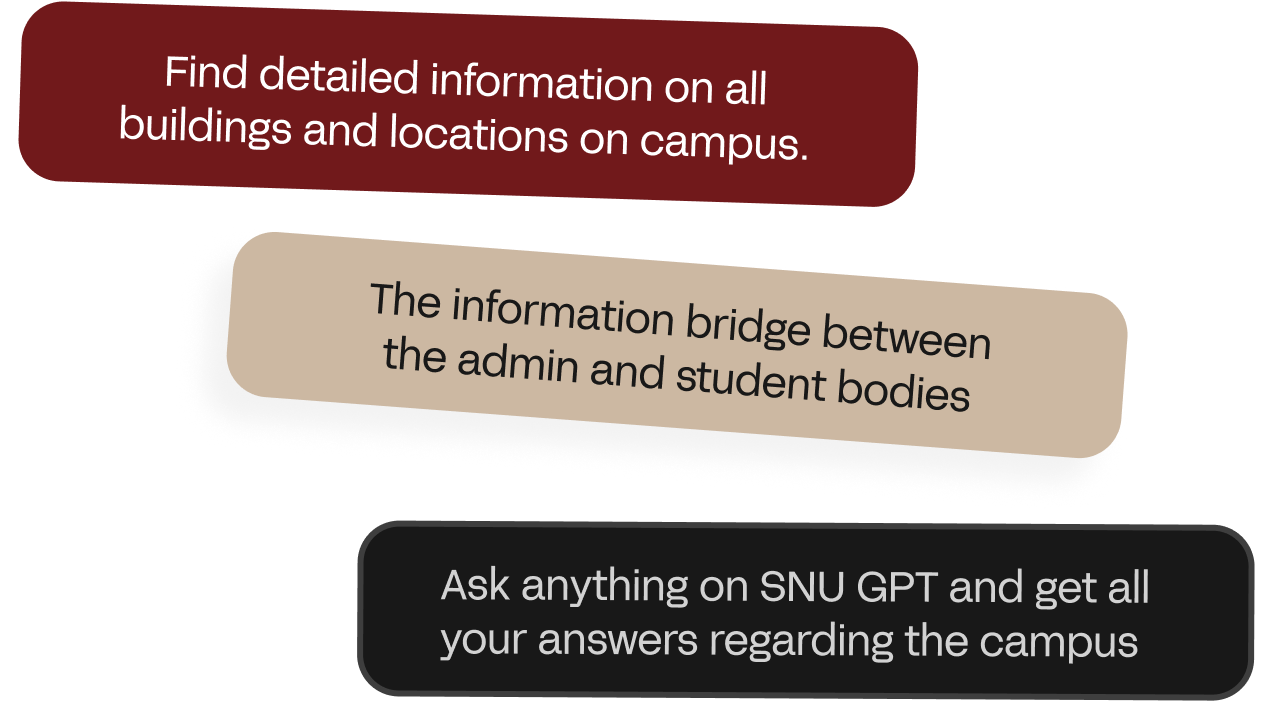 Find detailed information on all
buildings and locations on campus.
The information bridge between
the admin and student bodies
Ask anything on SNU GPT and get all
your answers regarding the campus